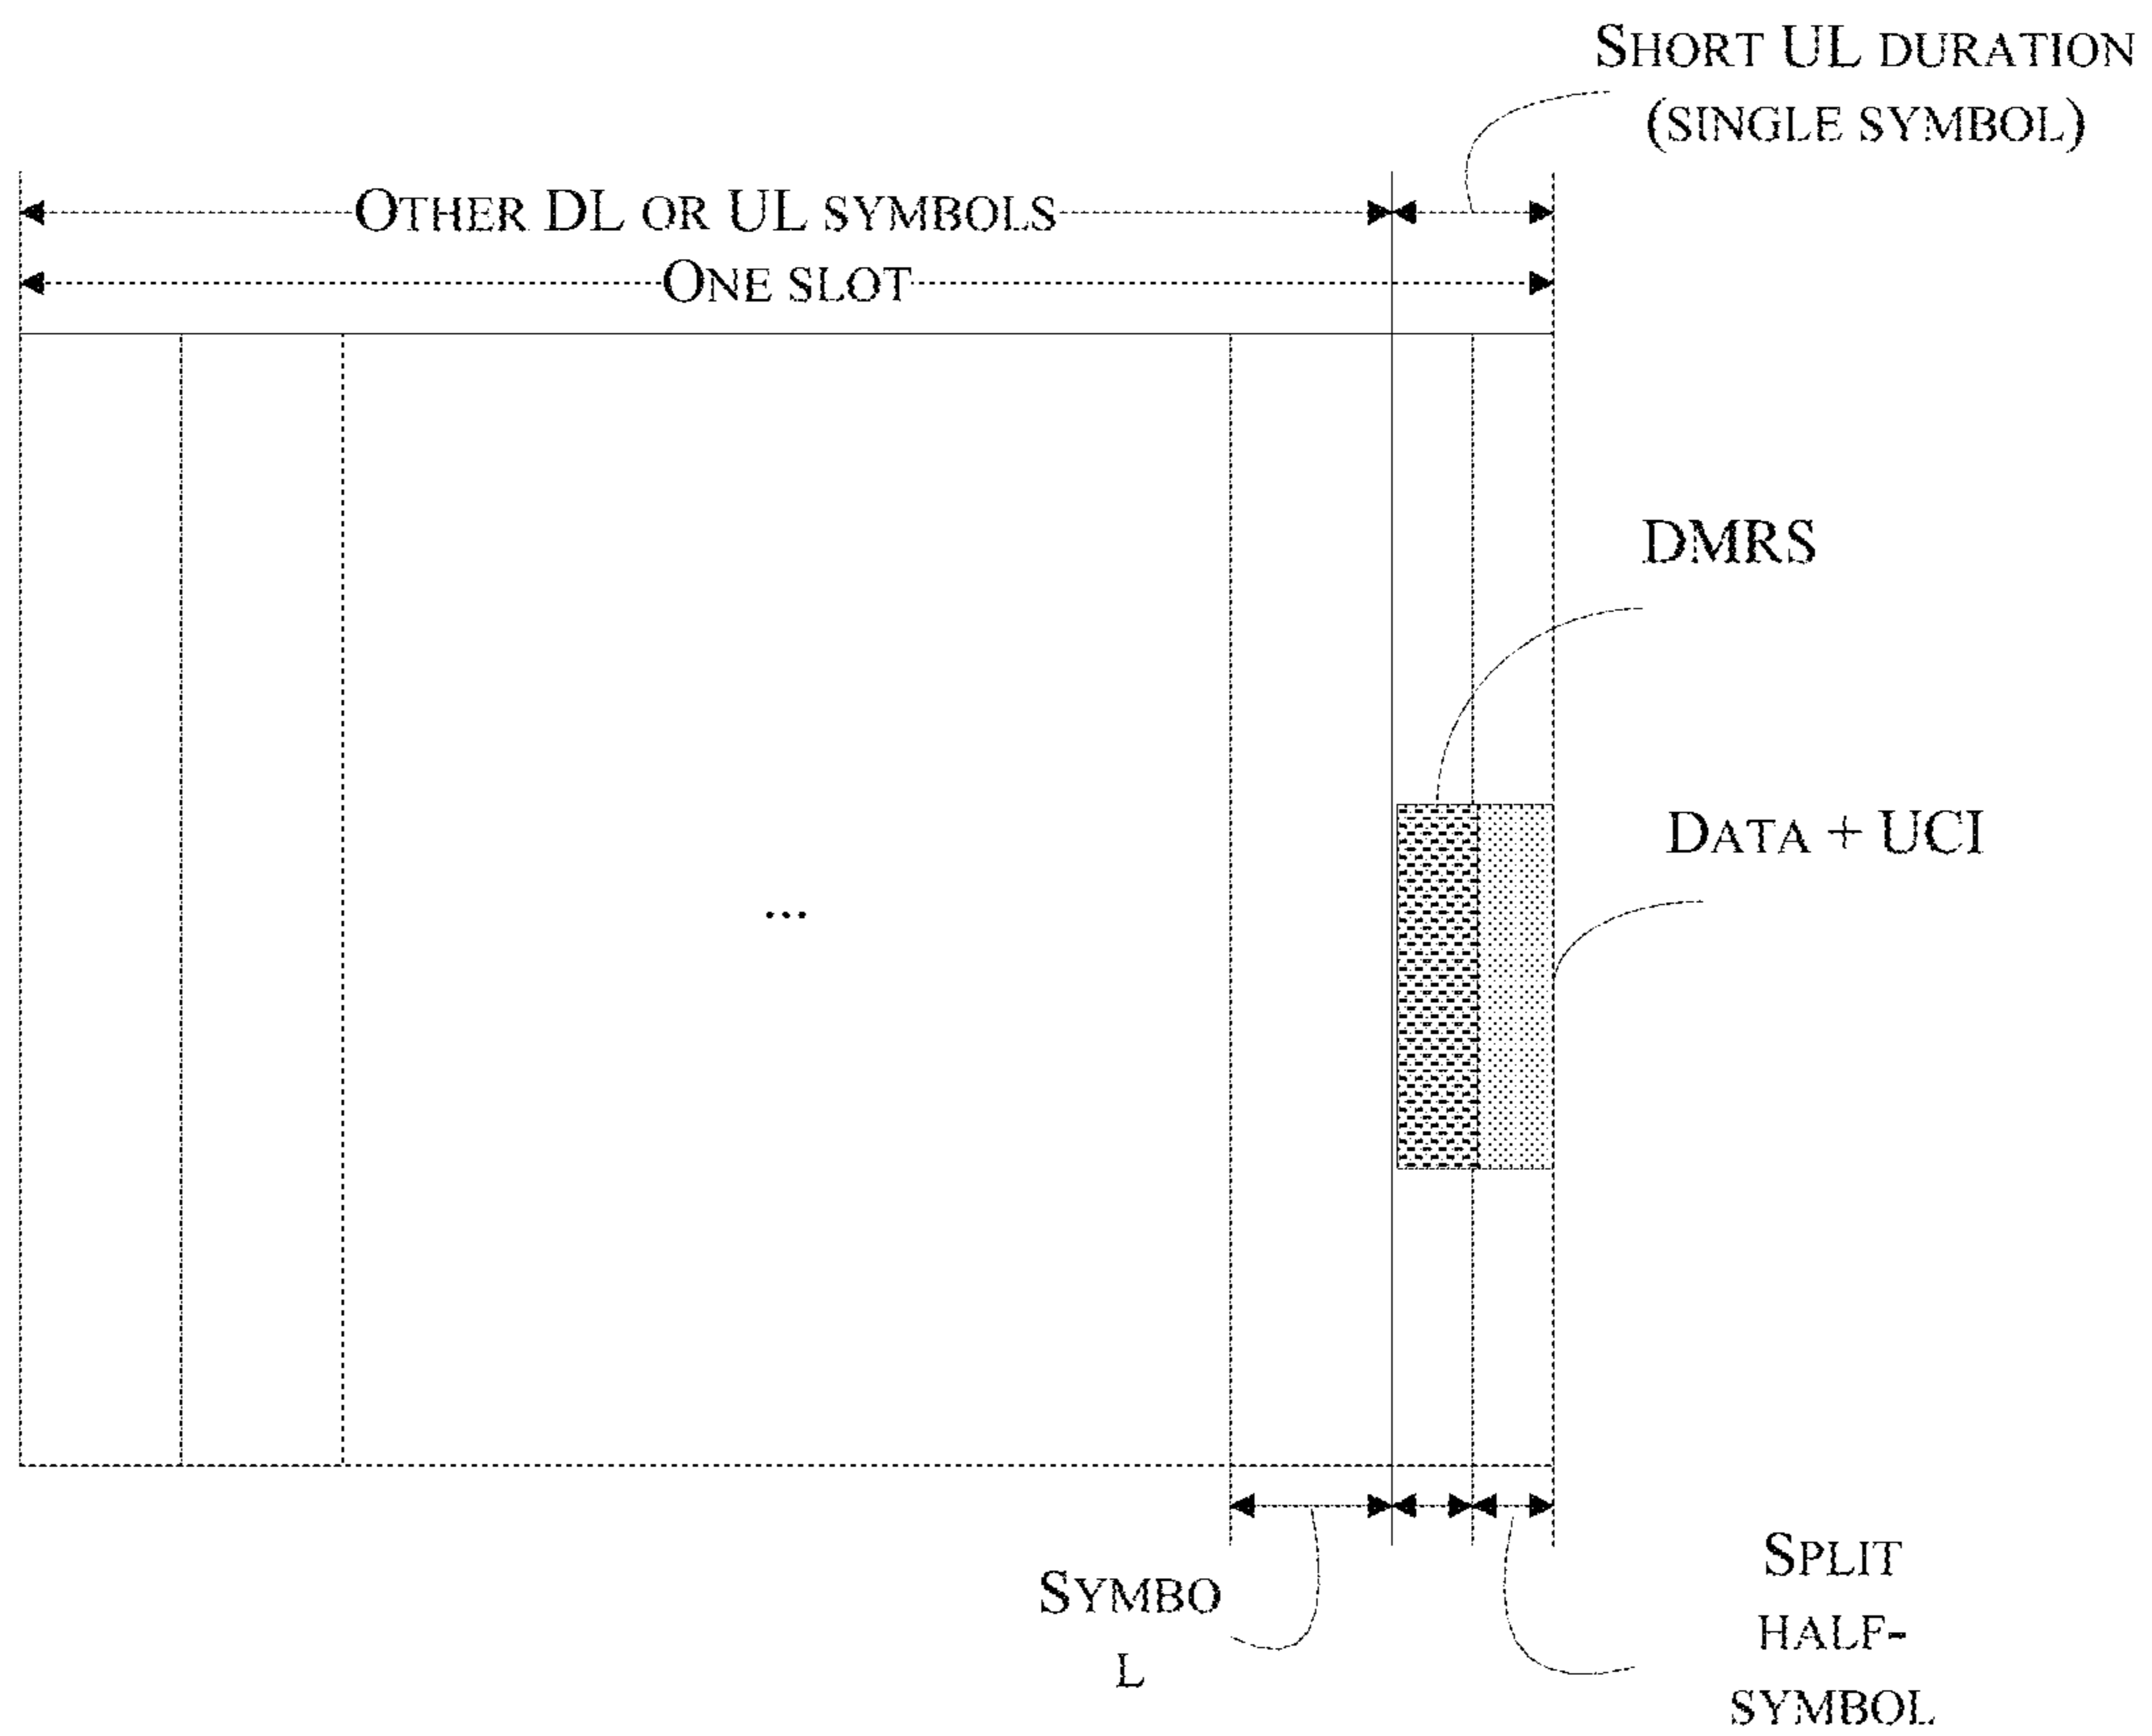 SHORT UL DURATION
(SINGLE SYMBOL)
OTHER DL OR UL SYMBOLS
ONE SLOT
DMRS
DATA + UCI
...
SYMBO
L
SPLIT
HALF-
SYMBOL